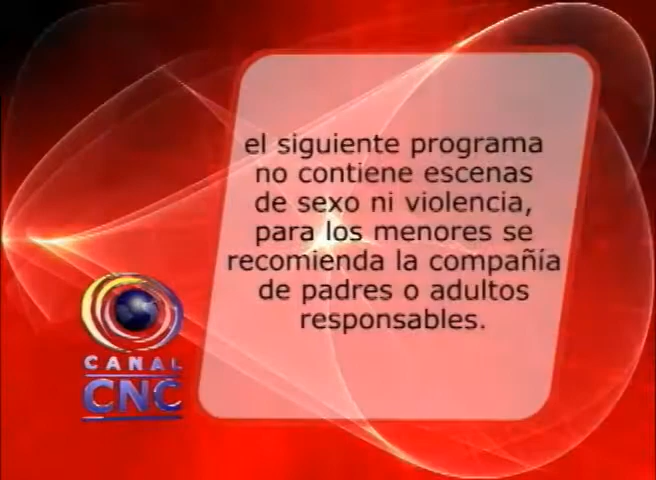 el siguiente programa
no contiene escenas
de sexo ni violencia,
para los menores se
recomienda la compañía
de padres o adultos
responsables.
CANAL
CNC